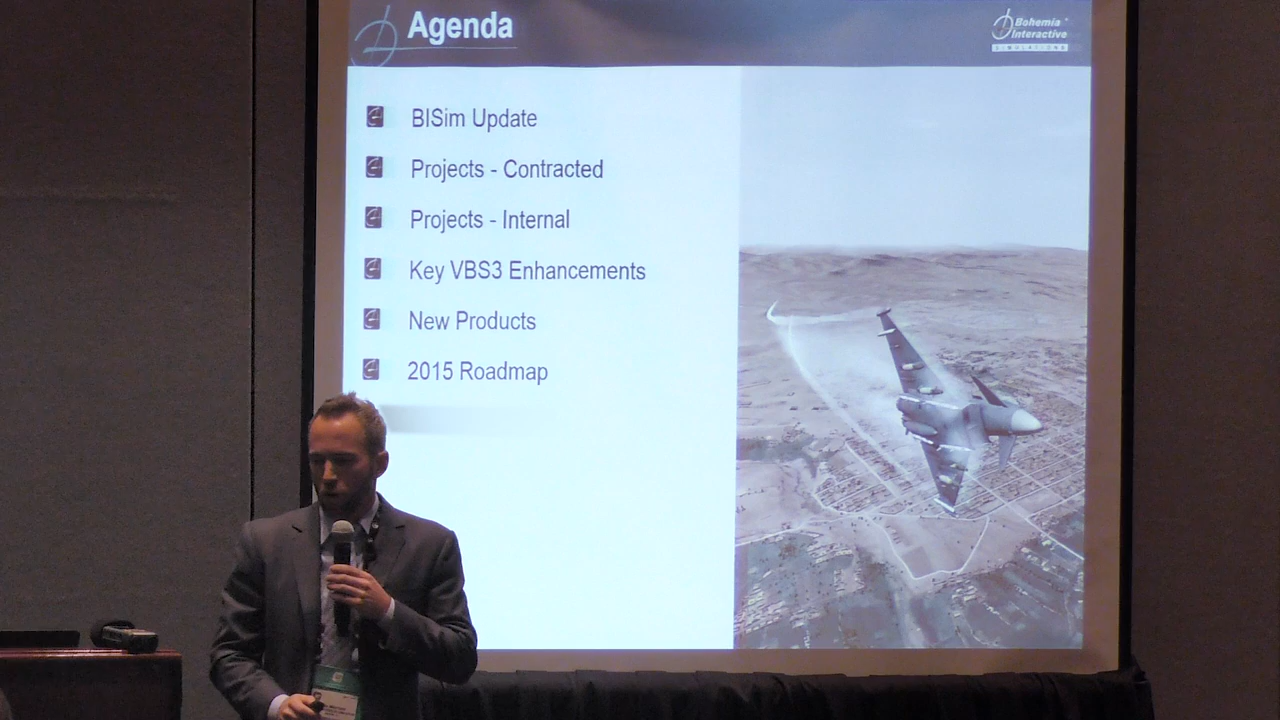 Agenda
Bohemia
Interactive
SIMULATIONS
BISim Update
Projects - Contracted
Projects - Internal
Key VBS3 Enhancements
New Products
2015 Roadmap